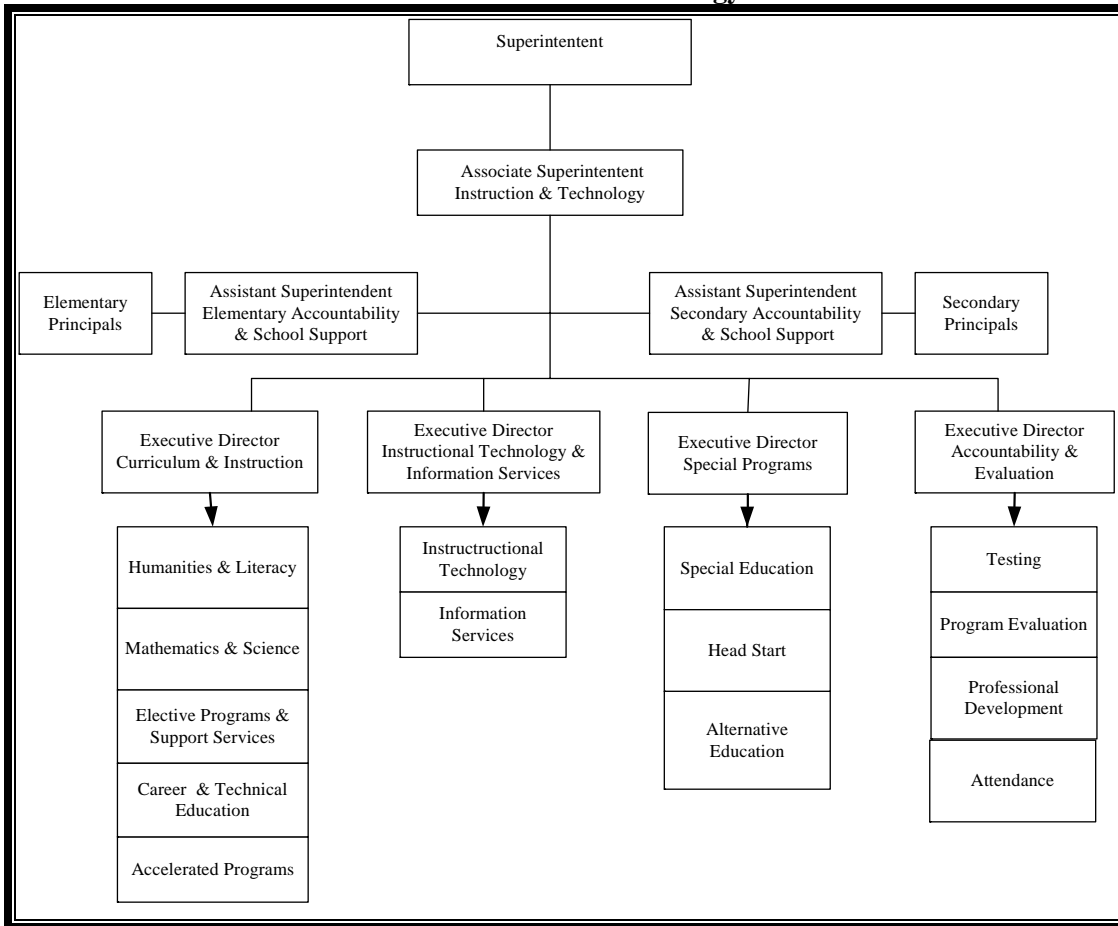 Superintentent
Associate Superintentent
Instruction & Technology
Elementary
Principals
Assistant Superintendent
Elementary Accountability
& School Support
Assistant Superintendent
Secondary Accountability
& School Support
Secondary
Principals
Executive Director
Curriculum & Instruction
Executive Director
Instructional Technology &
Information Services
Executive Director
Special Programs
Executive Director
Accountability &
Evaluation
Humanities & Literacy
Mathematics & Science
Elective Programs &
Support Services
Career & Technical
Education
Accelerated Programs
Instructructional
Technology
Information
Services
Special Education
Head Start
Alternative
Education
Testing
Program Evaluation
Professional
Development
Attendance